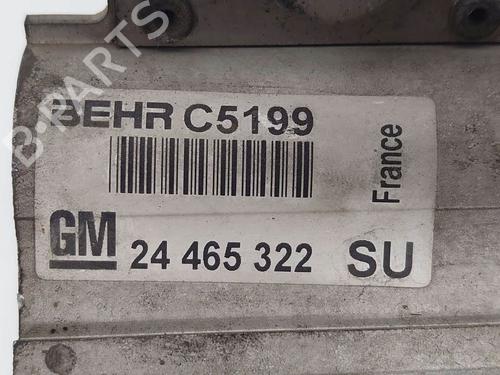 BEHR C5199
France
GM 24 465 322 SU
B-PARTS